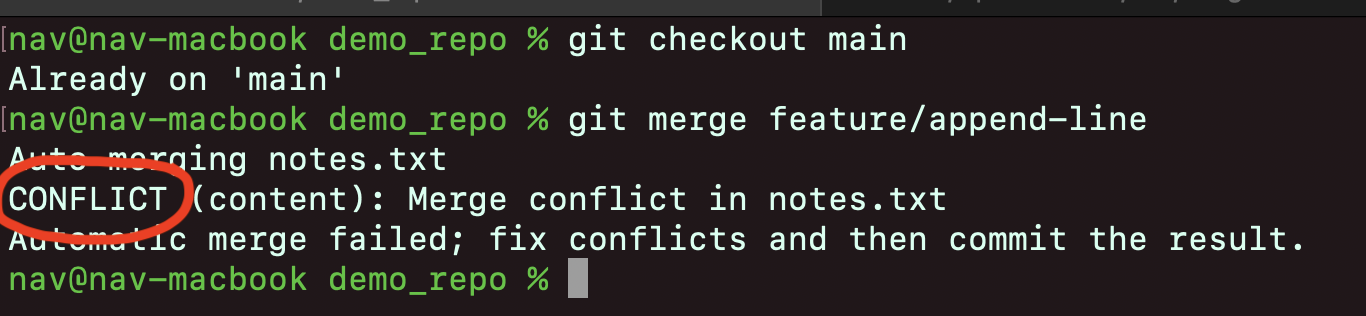 nav@nav-macbook demo_repo % git checkout main
Already on 'main'
nav@nav-macbook demo_repo % git merge feature/append-line
Auto-merging notes.txt
CONFLICT (content): Merge conflict in notes.txt
Automatic merge failed; fix conflicts and then commit the result.
nav@nav-macbook demo_repo %